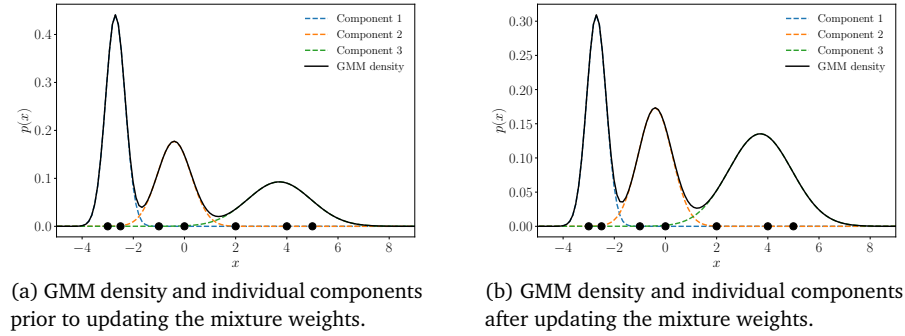 Component 1
Component 2
Component 3
GMM density
0.4
0.3
0.2
0.1
0.0
p(x)
−4 −2 0 2 4 6 8
x
(a) GMM density and individual components
prior to updating the mixture weights.
Component 1
Component 2
Component 3
GMM density
0.30
0.25
0.20
0.15
0.10
0.05
0.00
p(x)
−4 −2 0 2 4 6 8
x
(b) GMM density and individual components
after updating the mixture weights.